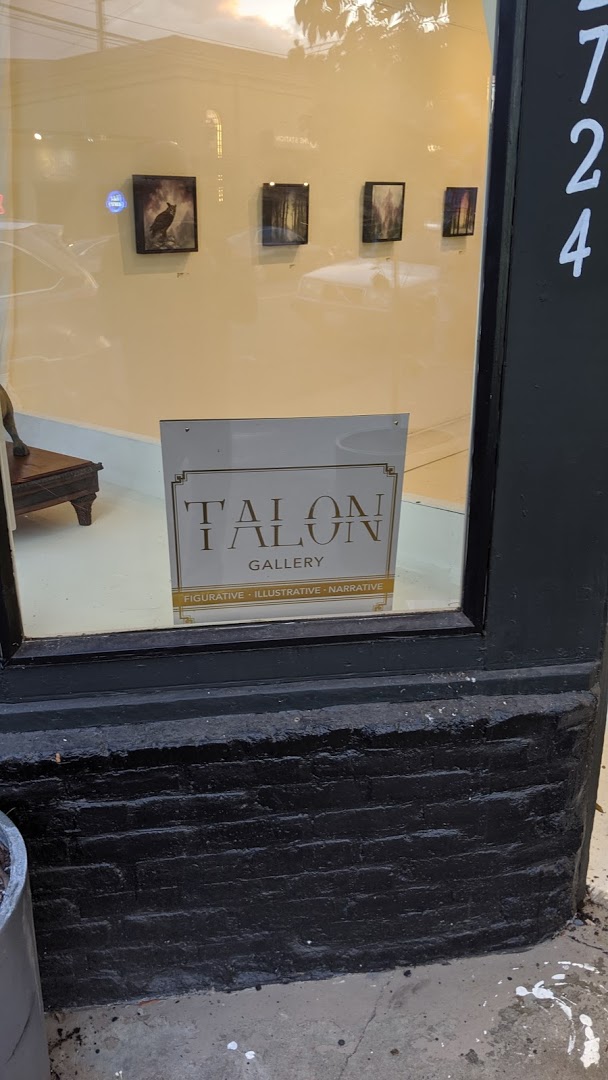 724
TALON
GALLERY
FIGURATIVE · ILLUSTRATIVE · NARRATIVE